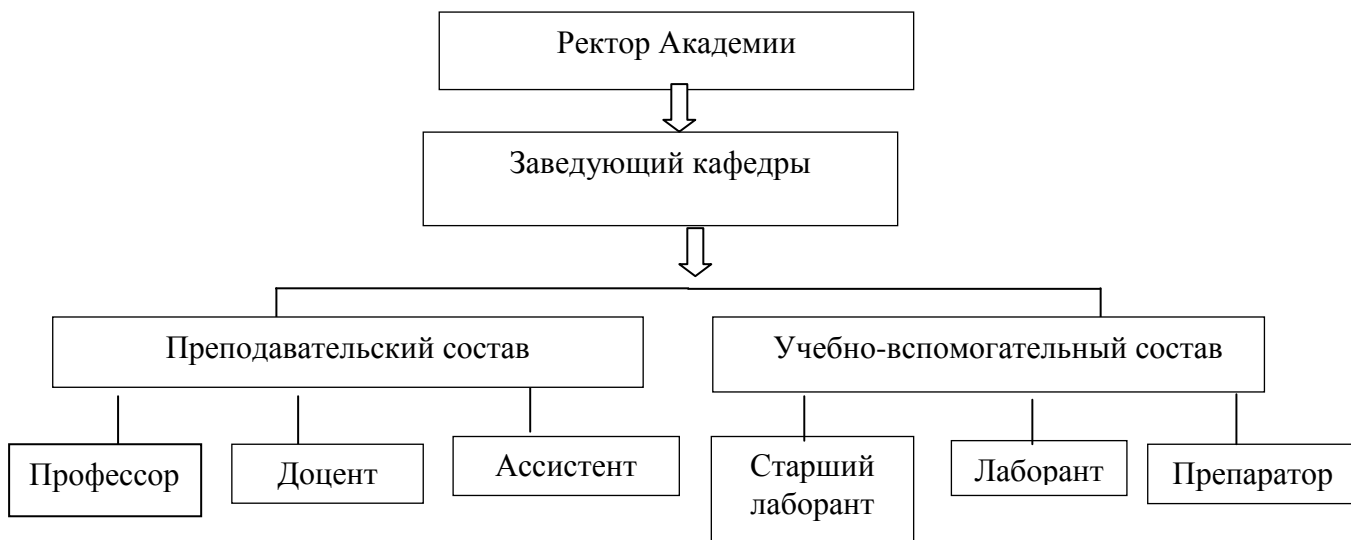 Ректор Академии
Заведующий кафедры
Преподавательский состав
Учебно-вспомогательный состав
Профессор
Доцент
Ассистент
Старший
лаборант
Лаборант
Препаратор